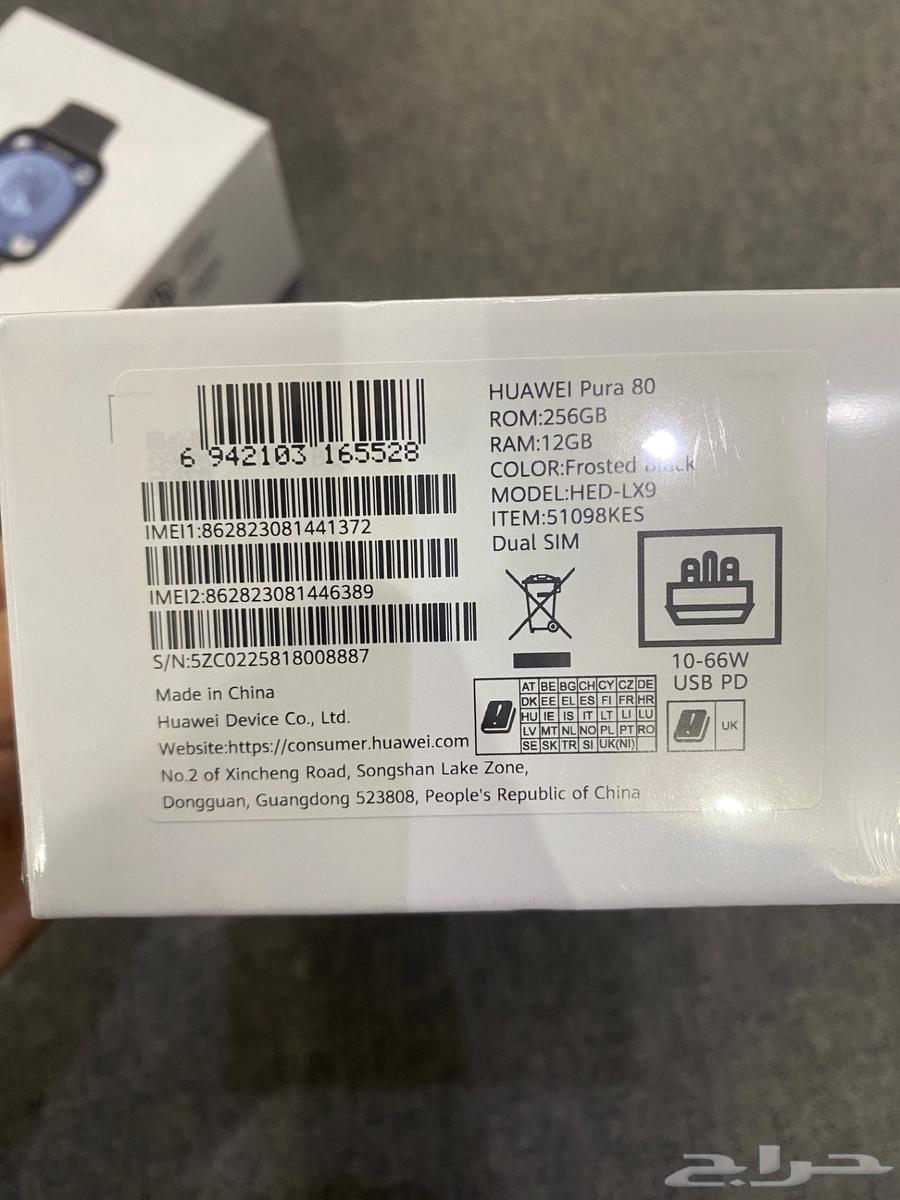 6 942103 165528
IMEI1:862823081441372
IMEI2:862823081446389
S/N:5ZC0225818008887
Made in China
Huawei Device Co., Ltd.
Website:https://consumer.huawei.com
No.2 of Xincheng Road, Songshan Lake Zone,
Dongguan, Guangdong 523808, People's Republic of China
HUAWEI Pura 80
ROM:256GB
RAM:12GB
COLOR:Frosted Black
MODEL:HED-LX9
ITEM:51098KES
Dual SIM
10-66W
USB PD
AT BE BG CH CY CZ DE
DK EE EL ES FI FR HR
HU IE IS IT LT LI LU
LV MT NL NO PL PT RO
SE SK TR SI UK(NI)
UK
حراج